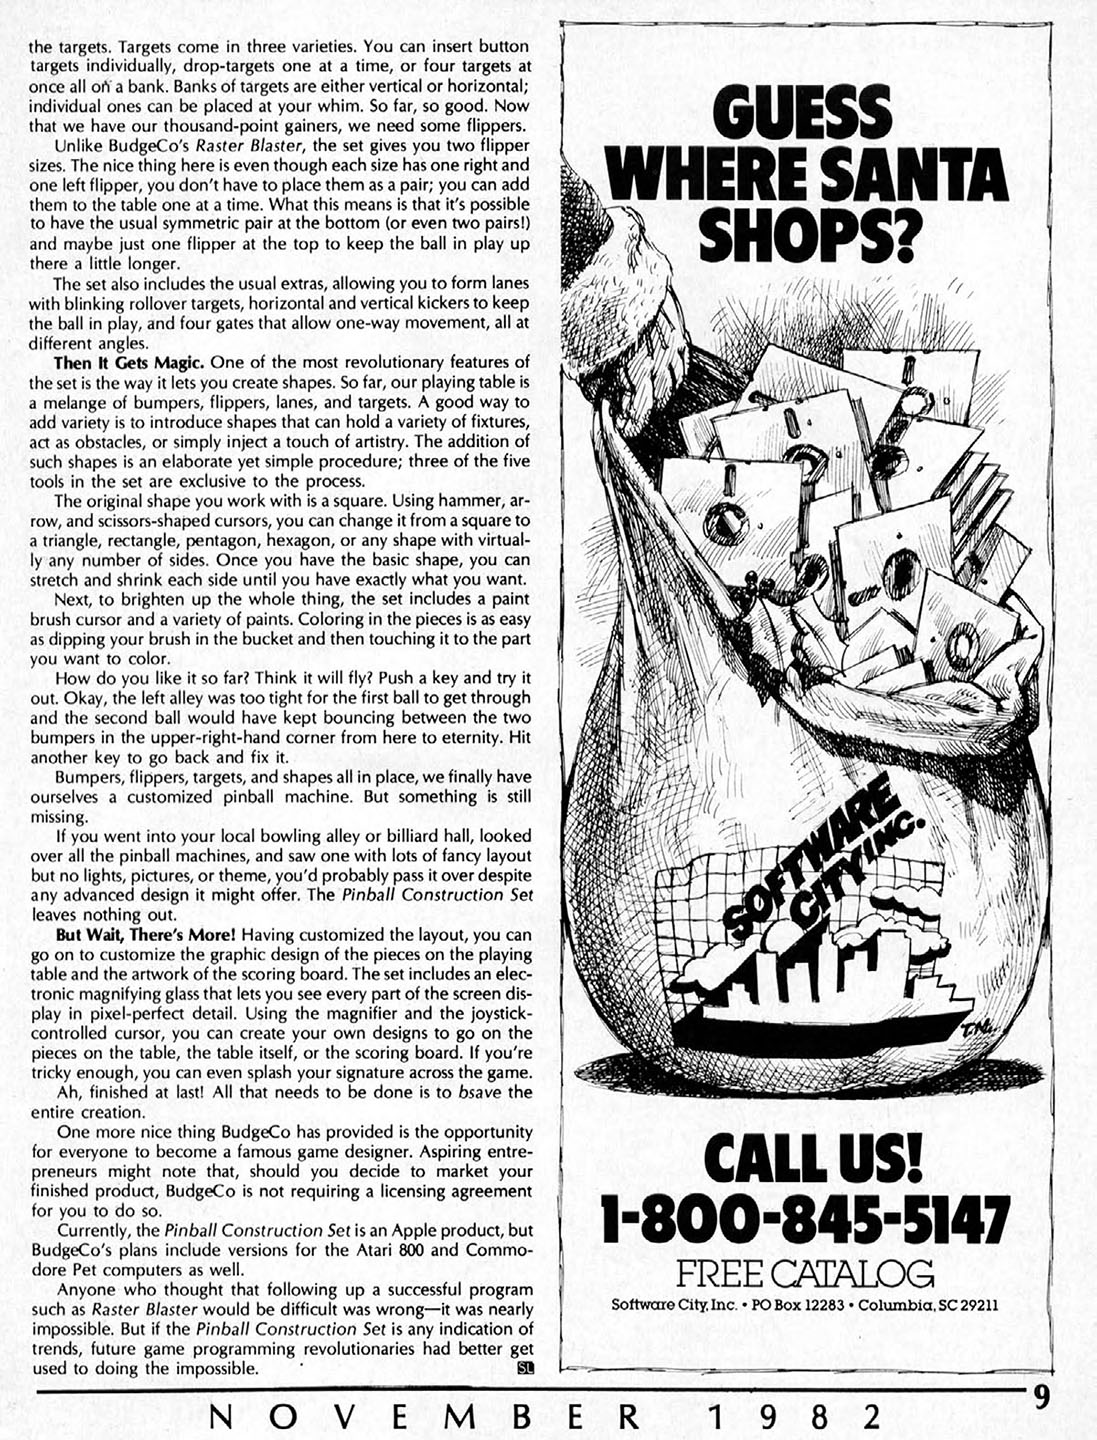 the targets. Targets come in three varieties. You can insert button
targets individually, drop-targets one at a time, or four targets at
once all on a bank. Banks of targets are either vertical or horizontal;
individual ones can be placed at your whim. So far, so good. Now
that we have our thousand-point gainers, we need some flippers.
Unlike BudgeCo's Raster Blaster, the set gives you two flipper
sizes. The nice thing here is even though each size has one right and
one left flipper, you don't have to place them as a pair; you can add
them to the table one at a time. What this means is that it's possible
to have the usual symmetric pair at the bottom (or even two pairs!)
and maybe just one flipper at the top to keep the ball in play up
there a little longer.
The set also includes the usual extras, allowing you to form lanes
with blinking rollover targets, horizontal and vertical kickers to keep
the ball in play, and four gates that allow one-way movement, all at
different angles.
Then It Gets Magic. One of the most revolutionary features of
the set is the way it lets you create shapes. So far, our playing table is
a melange of bumpers, flippers, lanes, and targets. A good way to
add variety is to introduce shapes that can hold a variety of fixtures,
act as obstacles, or simply inject a touch of artistry. The addition of
such shapes is an elaborate yet simple procedure; three of the five
tools in the set are exclusive to the process.
The original shape you work with is a square. Using hammer, ar-
row, and scissors-shaped cursors, you can change it from a square to
a triangle, rectangle, pentagon, hexagon, or any shape with virtual-
ly any number of sides. Once you have the basic shape, you can
stretch and shrink each side until you have exactly what you want.
Next, to brighten up the whole thing, the set includes a paint
brush cursor and a variety of paints. Coloring in the pieces is as easy
as dipping your brush in the bucket and then touching it to the part
you want to color.
How do you like it so far? Think it will fly? Push a key and try it
out. Okay, the left alley was too tight for the first ball to get through
and the second ball would have kept bouncing between the two
bumpers in the upper-right-hand corner from here to eternity. Hit
another key to go back and fix it.
Bumpers, flippers, targets, and shapes all in place, we finally have
ourselves a customized pinball machine. But something is still
missing.
If you went into your local bowling alley or billiard hall, looked
over all the pinball machines, and saw one with lots of fancy layout
but no lights, pictures, or theme, you'd probably pass it over despite
any advanced design it might offer. The Pinball Construction Set
leaves nothing out.
But Wait, There's More! Having customized the layout, you can
go on to customize the graphic design of the pieces on the playing
table and the artwork of the scoring board. The set includes an elec-
tronic magnifying glass that lets you see every part of the screen dis-
play in pixel-perfect detail. Using the magnifier and the joystick-
controlled cursor, you can create your own designs to go on the
pieces on the table, the table itself, or the scoring board. If you're
tricky enough, you can even splash your signature across the game.
Ah, finished at last! All that needs to be done is to bsave the
entire creation.
One more nice thing BudgeCo has provided is the opportunity
for everyone to become a famous game designer. Aspiring entre-
preneurs might note that, should you decide to market your
finished product, BudgeCo is not requiring a licensing agreement
for you to do so.
Currently, the Pinball Construction Set is an Apple product, but
BudgeCo's plans include versions for the Atari 800 and Commo-
dore Pet computers as well.
Anyone who thought that following up a successful program
such as Raster Blaster would be difficult was wrong—it was nearly
impossible. But if the Pinball Construction Set is any indication of
trends, future game programming revolutionaries had better get
used to doing the impossible. SL
GUESS
WHERE SANTA
SHOPS?
SOFTWARE
CITY INC.
CALL US!
1-800-845-5147
FREE CATALOG
Software City, Inc. • PO Box 12283 • Columbia, SC 29211
9
NOVEMBER 1982